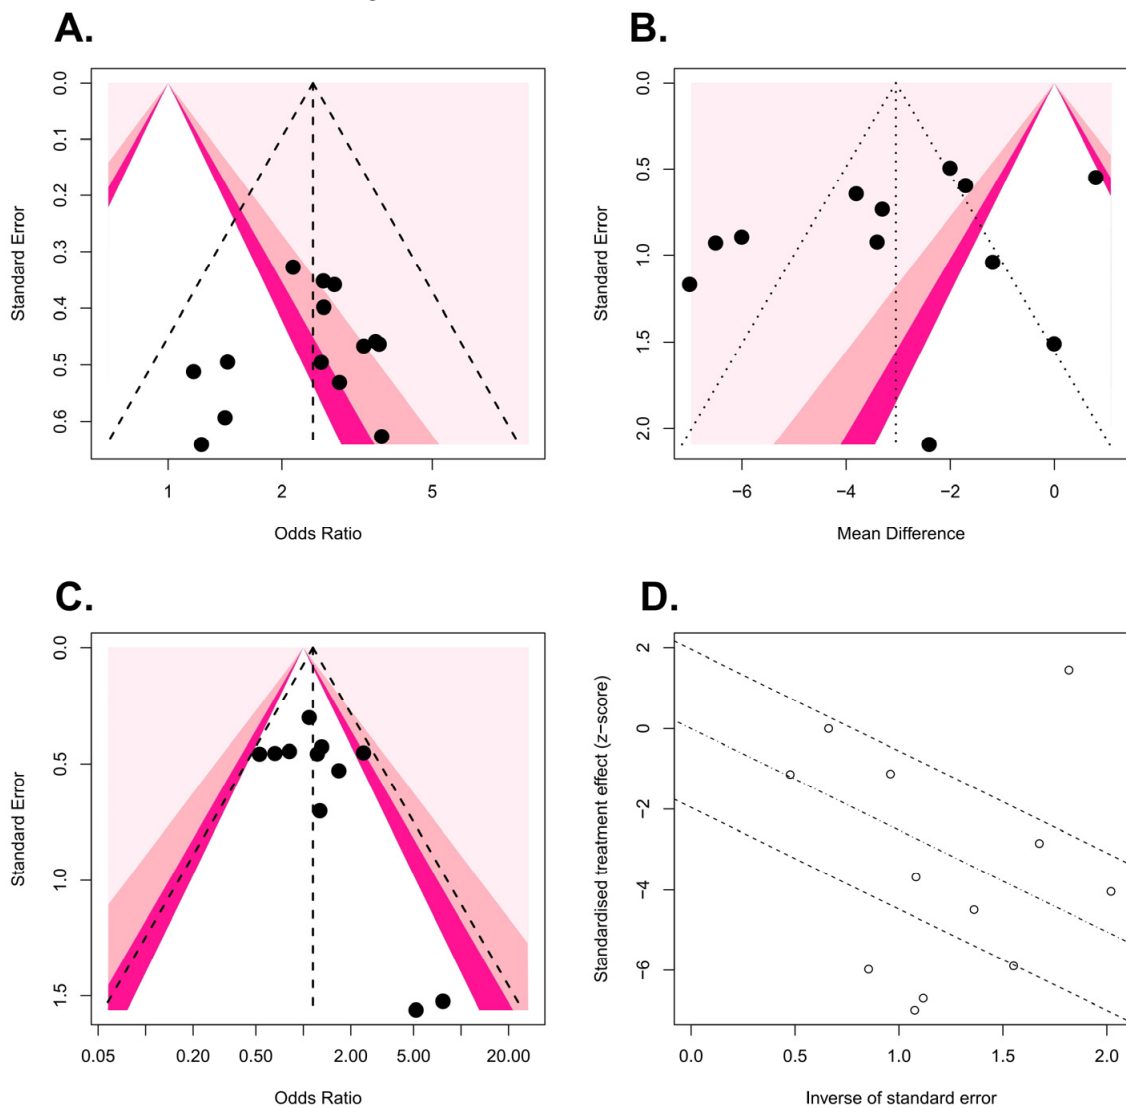 A.
0.0
0.1
0.2
0.3
0.4
0.5
0.6
Standard Error
1 2 5
Odds Ratio
B.
0.0
0.5
1.0
1.5
2.0
Standard Error
−6 −4 −2 0
Mean Difference
C.
0.0
0.5
1.0
1.5
Standard Error
0.05 0.20 0.50 2.00 5.00 20.00
Odds Ratio
D.
2
0
−2
−4
−6
Standardised treatment effect (z−score)
0.0 0.5 1.0 1.5 2.0
Inverse of standard error